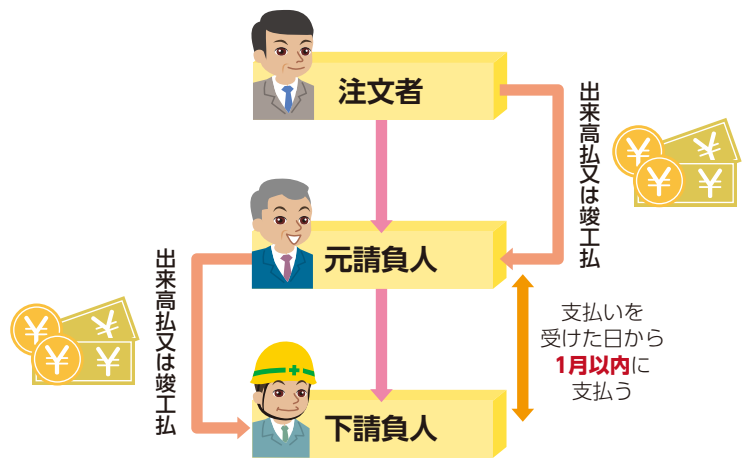 注文者
出来高払又は竣工払
¥
¥
¥
¥
元請負人
出来高払又は竣工払
¥
¥
¥
¥
支払いを
受けた日から
1月以内に
支払う
下請負人